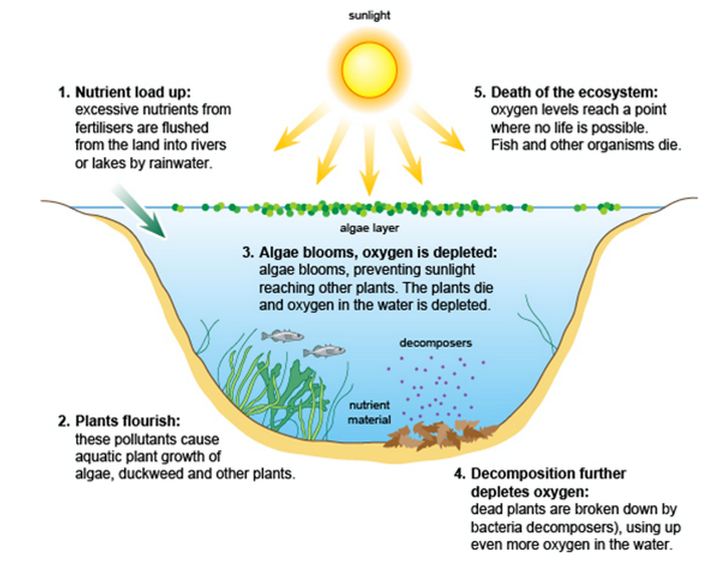 sunlight
1. Nutrient load up:
excessive nutrients from
fertilisers are flushed
from the land into rivers
or lakes by rainwater.
5. Death of the ecosystem:
oxygen levels reach a point
where no life is possible.
Fish and other organisms die.
algae layer
3. Algae blooms, oxygen is depleted:
algae blooms, preventing sunlight
reaching other plants. The plants die
and oxygen in the water is depleted.
decomposers
nutrient
material
2. Plants flourish:
these pollutants cause
aquatic plant growth of
algae, duckweed and other plants.
4. Decomposition further
depletes oxygen:
dead plants are broken down by
bacteria decomposers), using up
even more oxygen in the water.